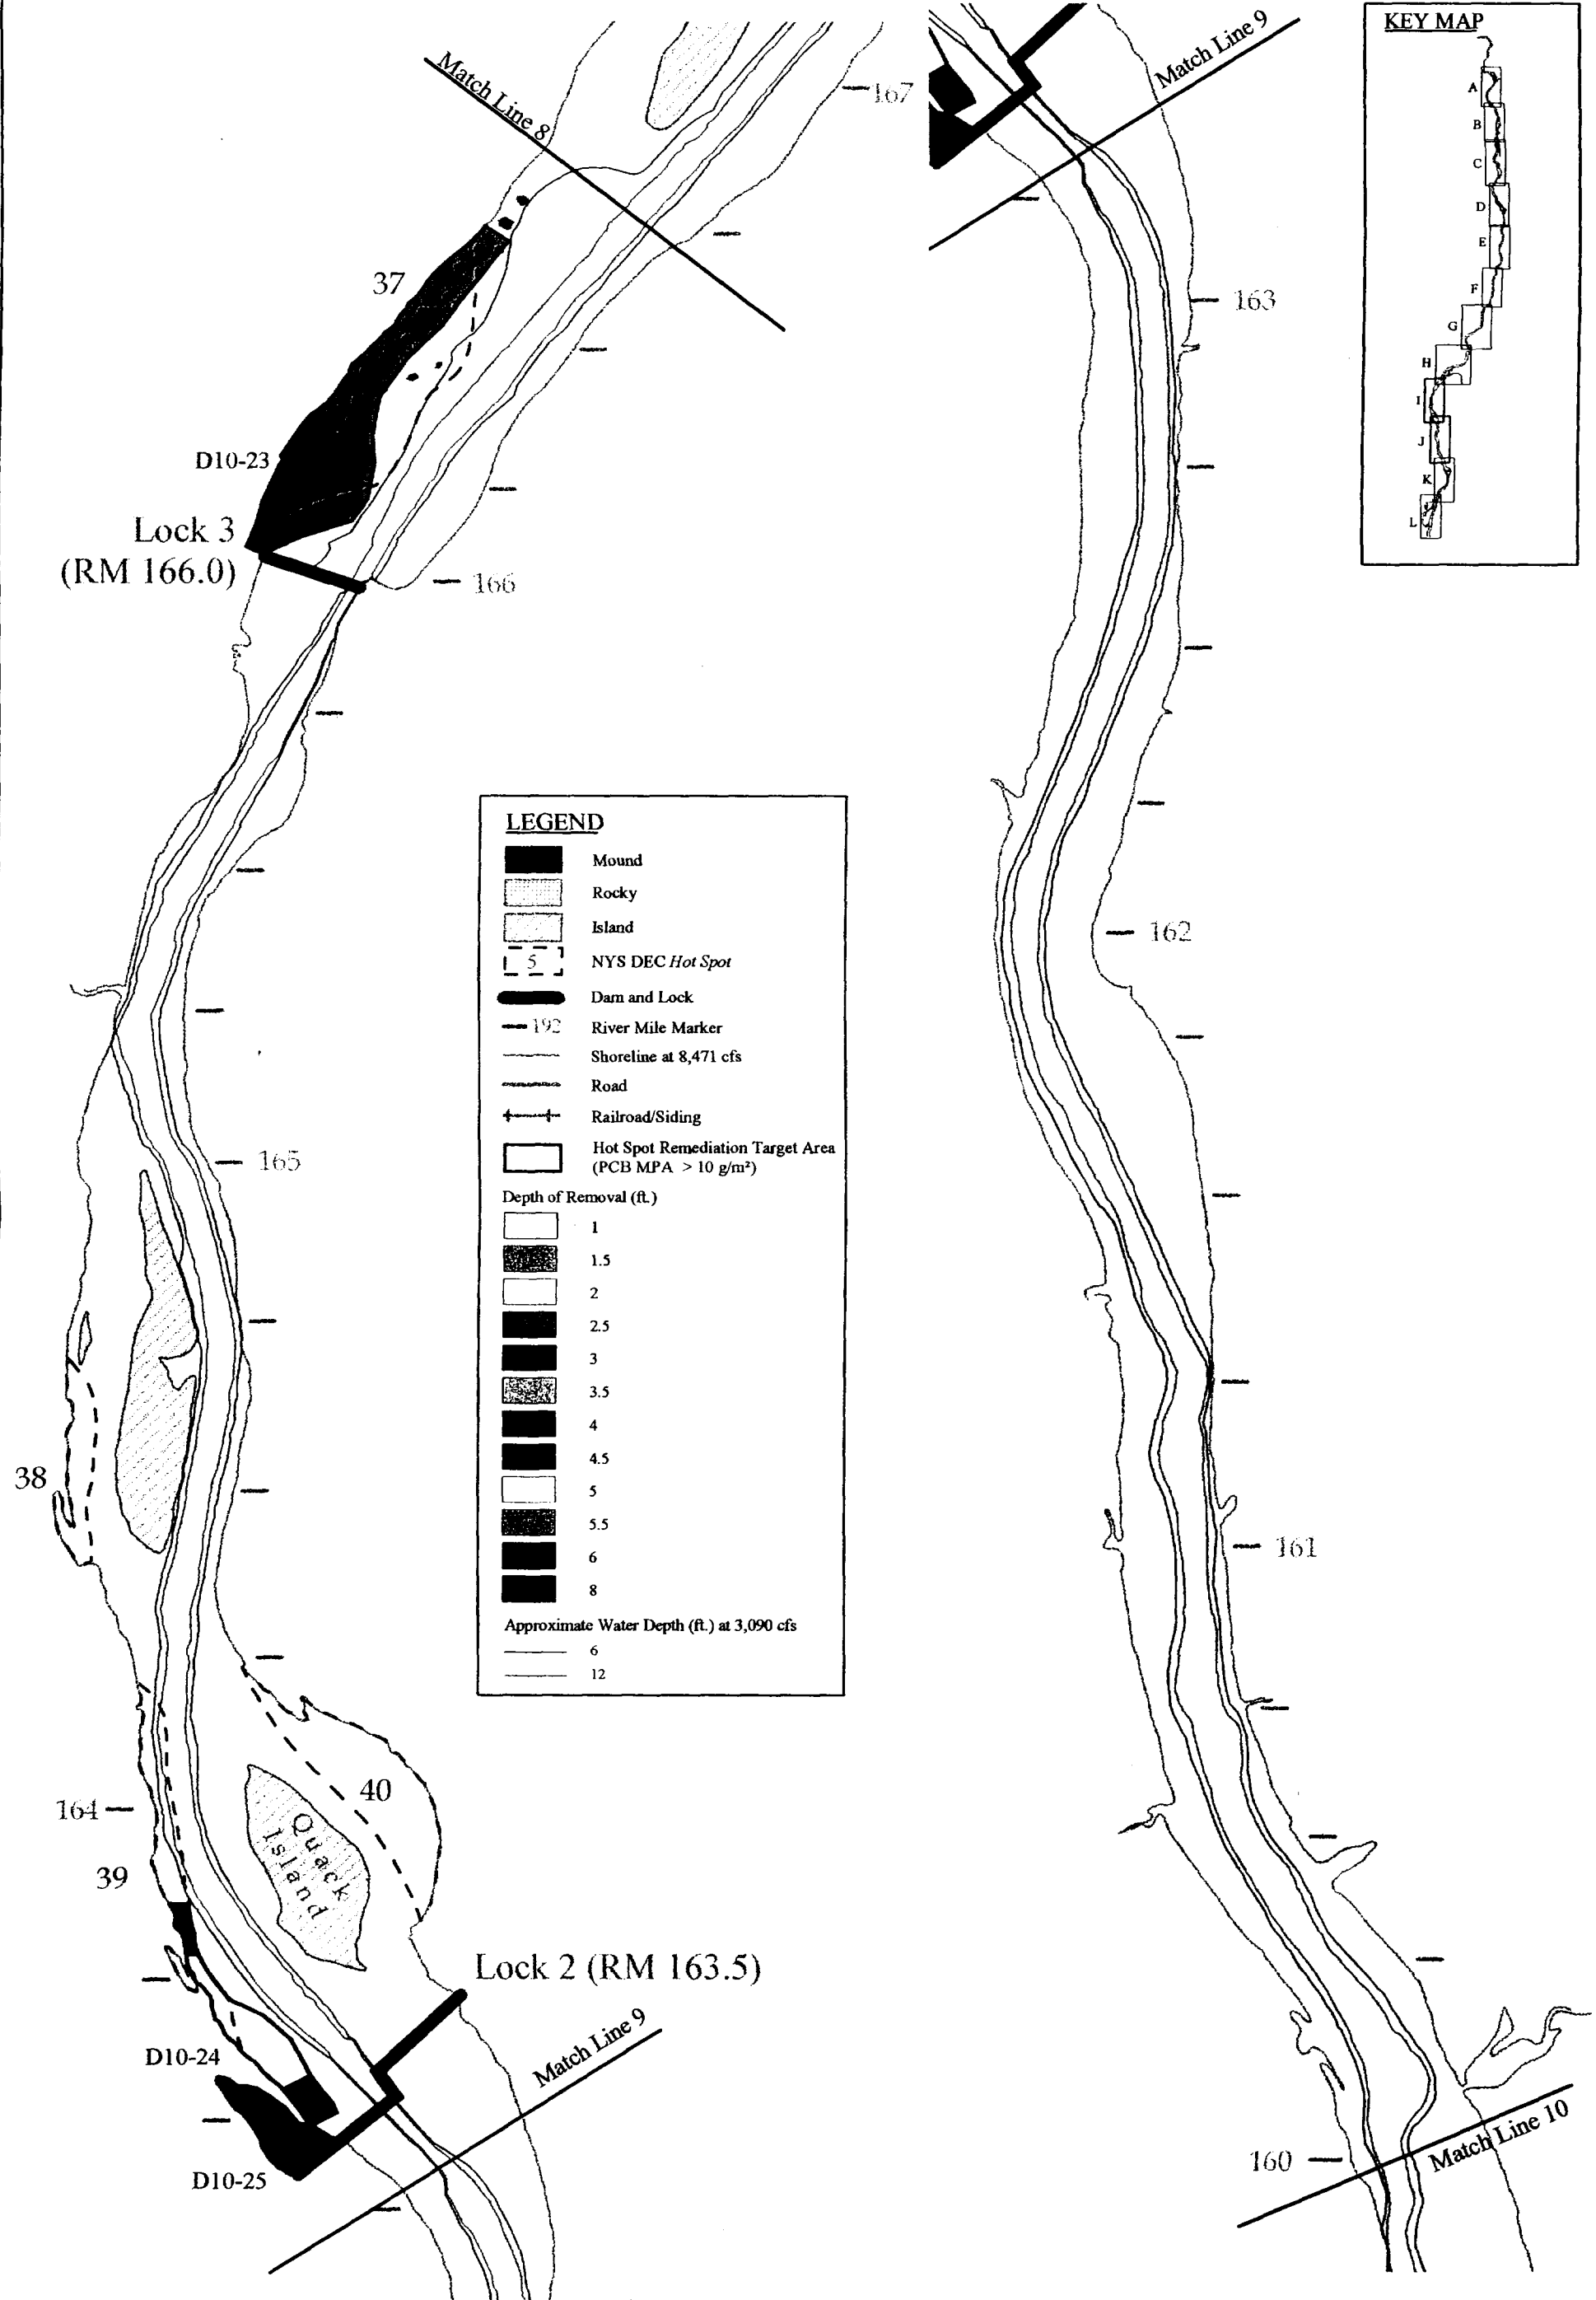 Match Line 8
167
37
D10-23
Lock 3
(RM 166.0)
166
165
38
40
164
Quack
Island
39
Lock 2 (RM 163.5)
D10-24
Match Line 9
D10-25
LEGEND
Mound
Rocky
Island
5 NYS DEC Hot Spot
Dam and Lock
192 River Mile Marker
Shoreline at 8,471 cfs
Road
Railroad/Siding
Hot Spot Remediation Target Area
(PCB MPA > 10 g/m²)
Depth of Removal (ft.)
1
1.5
2
2.5
3
3.5
4
4.5
5
5.5
6
8
Approximate Water Depth (ft.) at 3,090 cfs
6
12
Match Line 9
163
162
161
160
Match Line 10
KEY MAP
A
B
C
D
E
F
G
H
I
J
K
L